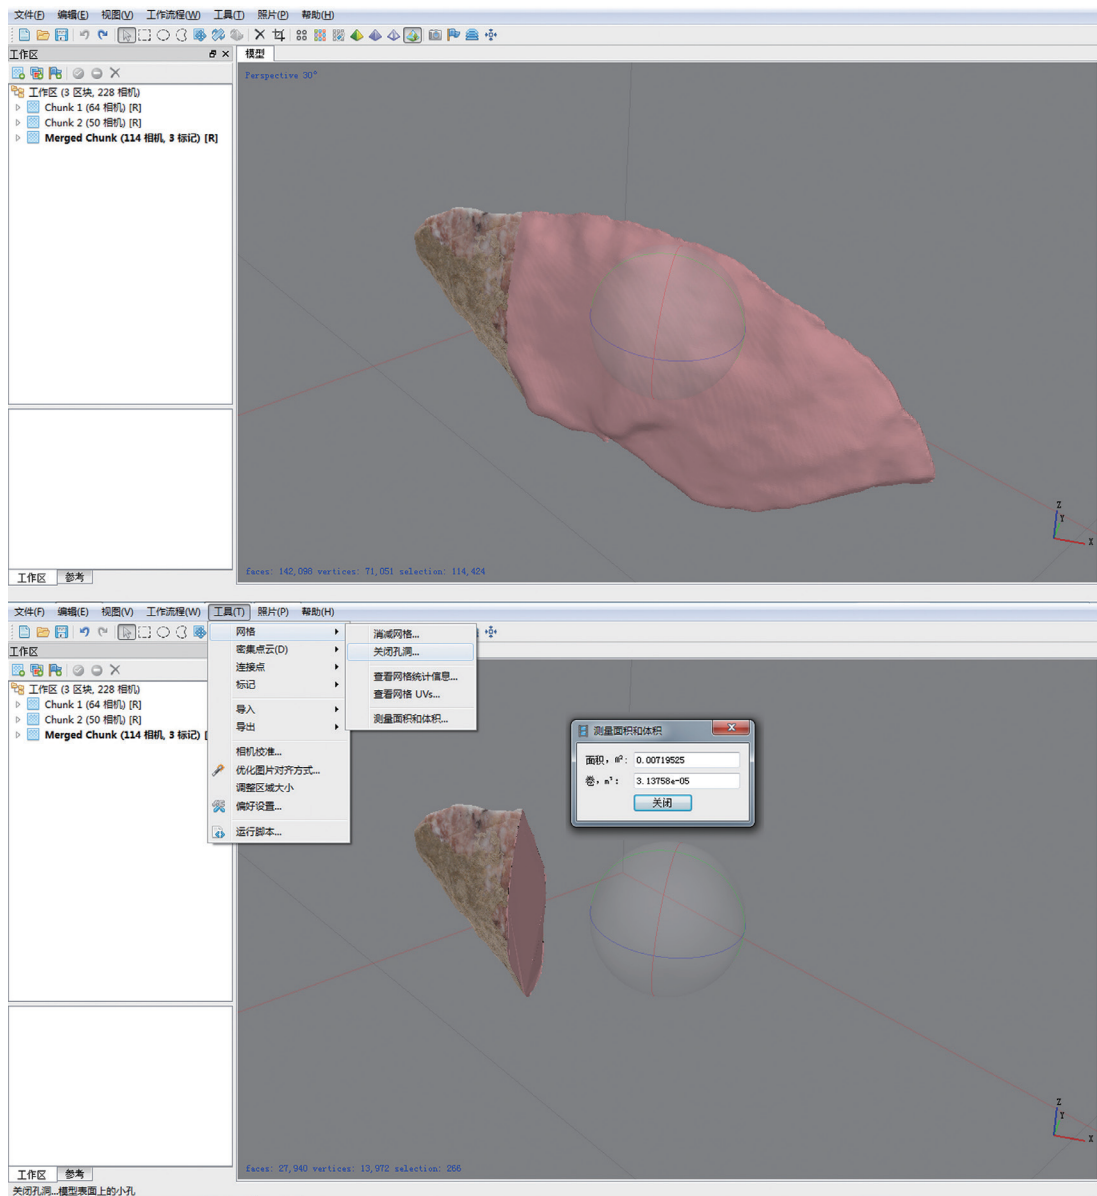 文件(F) 编辑(E) 视图(V) 工作流程(W) 工具(T) 照片(P) 帮助(H)
工作区
模型
Perspective 30°
工作区 (3 区块, 228 相机)
Chunk 1 (64 相机) [R]
Chunk 2 (50 相机) [R]
Merged Chunk (114 相机, 3 标记) [R]
Z
Y
X
faces: 142,098 vertices: 71,051 selection: 114,424
工作区 参考
文件(F) 编辑(E) 视图(V) 工作流程(W) 工具(T) 照片(P) 帮助(H)
工作区
工作区 (3 区块, 228 相机)
Chunk 1 (64 相机) [R]
Chunk 2 (50 相机) [R]
Merged Chunk (114 相机, 3 标记) [
网格
密集点云(D)
连接点
标记
导入
导出
相机校准...
优化图片对齐方式...
调整区域大小
偏好设置...
运行脚本...
消减网格...
关闭孔洞...
查看网格统计信息...
查看网格 UVs...
测量面积和体积...
测量面积和体积
面积, m²: 0.00719525
卷, m³: 3.13758e-05
关闭
Z
Y
X
faces: 27,940 vertices: 13,972 selection: 266
工作区 参考
关闭孔洞...模型表面上的小孔